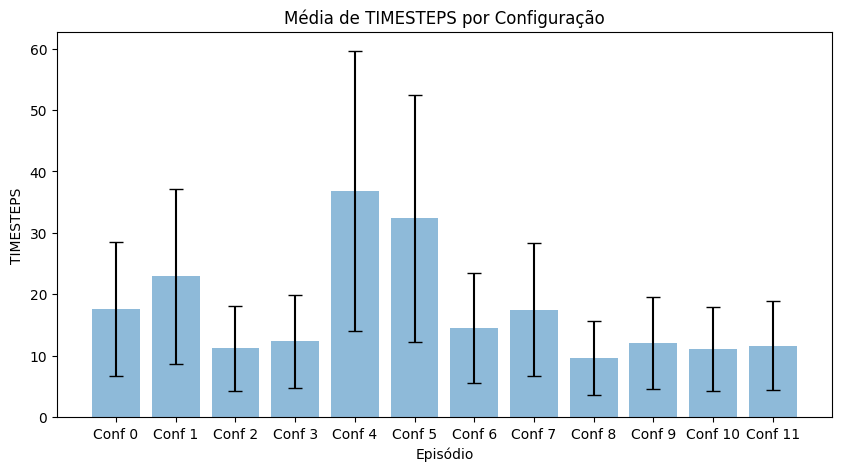 Média de TIMESTEPS por Configuração
TIMESTEPS
60
50
40
30
20
10
0
Conf 0 Conf 1 Conf 2 Conf 3 Conf 4 Conf 5 Conf 6 Conf 7 Conf 8 Conf 9 Conf 10 Conf 11
Episódio